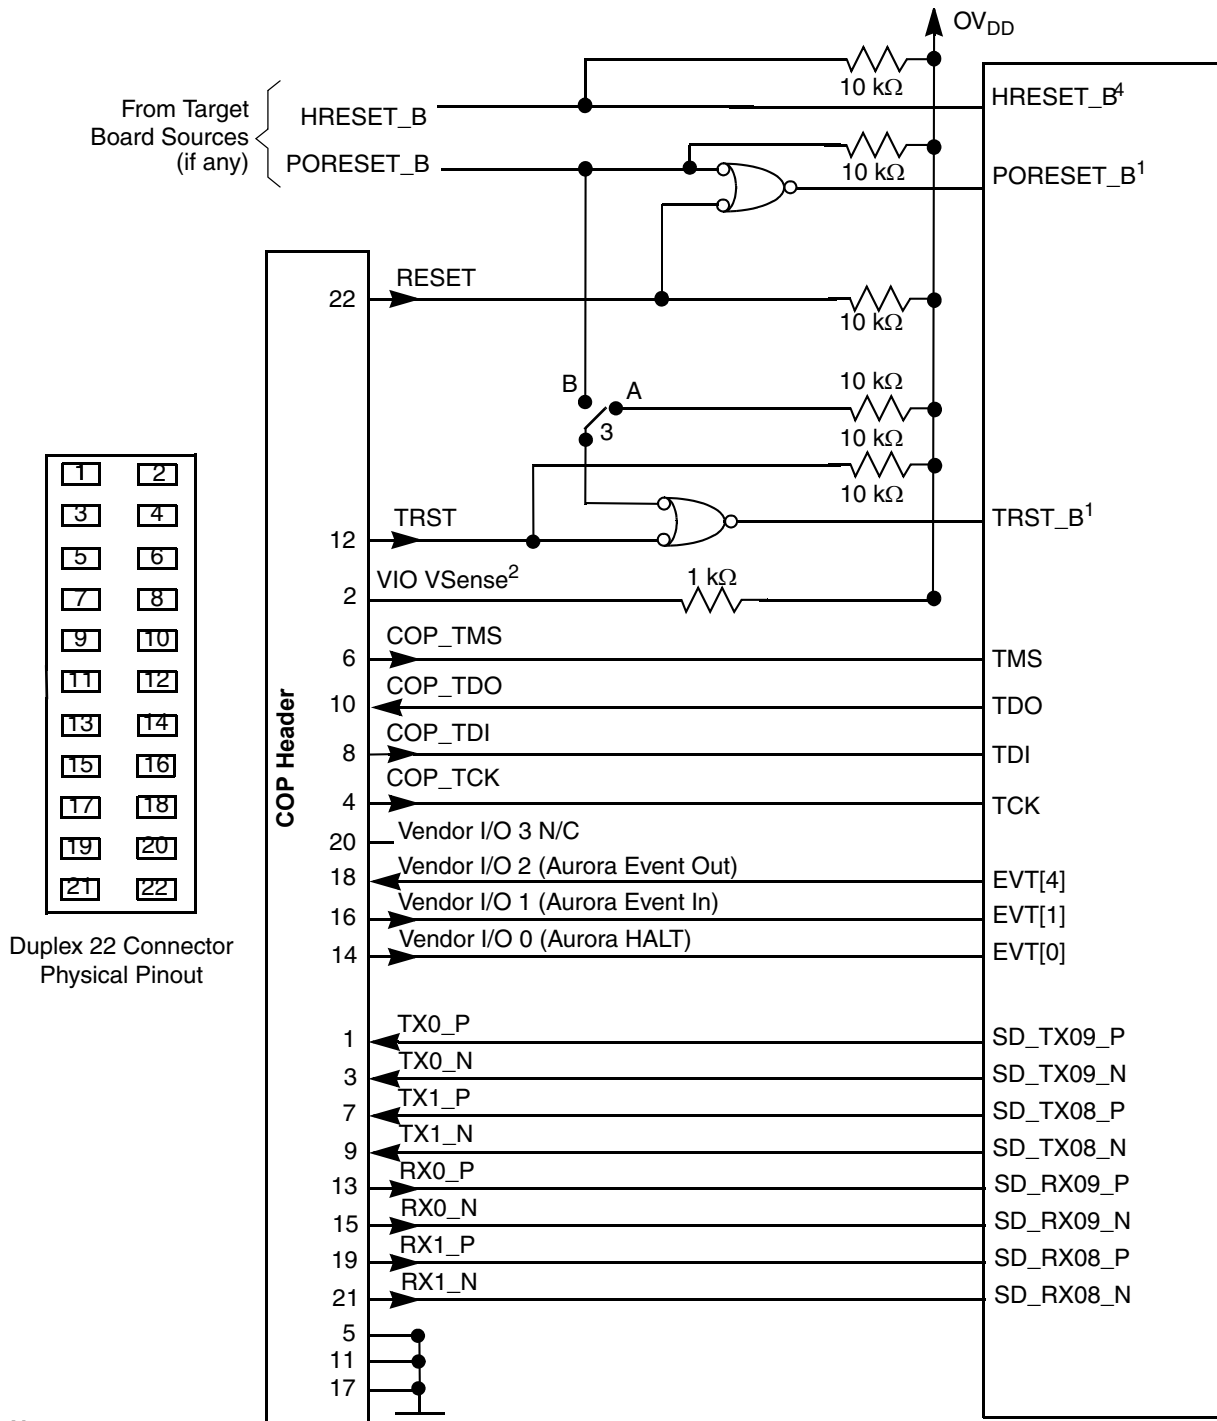 OVDD
10 kΩ
HRESET_B4
From Target
Board Sources
(if any)
HRESET_B
PORESET_B
10 kΩ
PORESET_B1
RESET
22
10 kΩ
B
A
3
10 kΩ
10 kΩ
10 kΩ
TRST
12
TRST_B1
VIO VSense2
2
1 kΩ
COP_TMS
6
TMS
COP_TDO
10
TDO
COP_TDI
8
TDI
COP_TCK
4
TCK
20
Vendor I/O 3 N/C
18
Vendor I/O 2 (Aurora Event Out)
EVT[4]
16
Vendor I/O 1 (Aurora Event In)
EVT[1]
14
Vendor I/O 0 (Aurora HALT)
EVT[0]
COP Header
1 2
3 4
5 6
7 8
9 10
11 12
13 14
15 16
17 18
19 20
21 22
Duplex 22 Connector
Physical Pinout
1
TX0_P
SD_TX09_P
3
TX0_N
SD_TX09_N
7
TX1_P
SD_TX08_P
9
TX1_N
SD_TX08_N
13
RX0_P
SD_RX09_P
15
RX0_N
SD_RX09_N
19
RX1_P
SD_RX08_P
21
RX1_N
SD_RX08_N
5
11
17